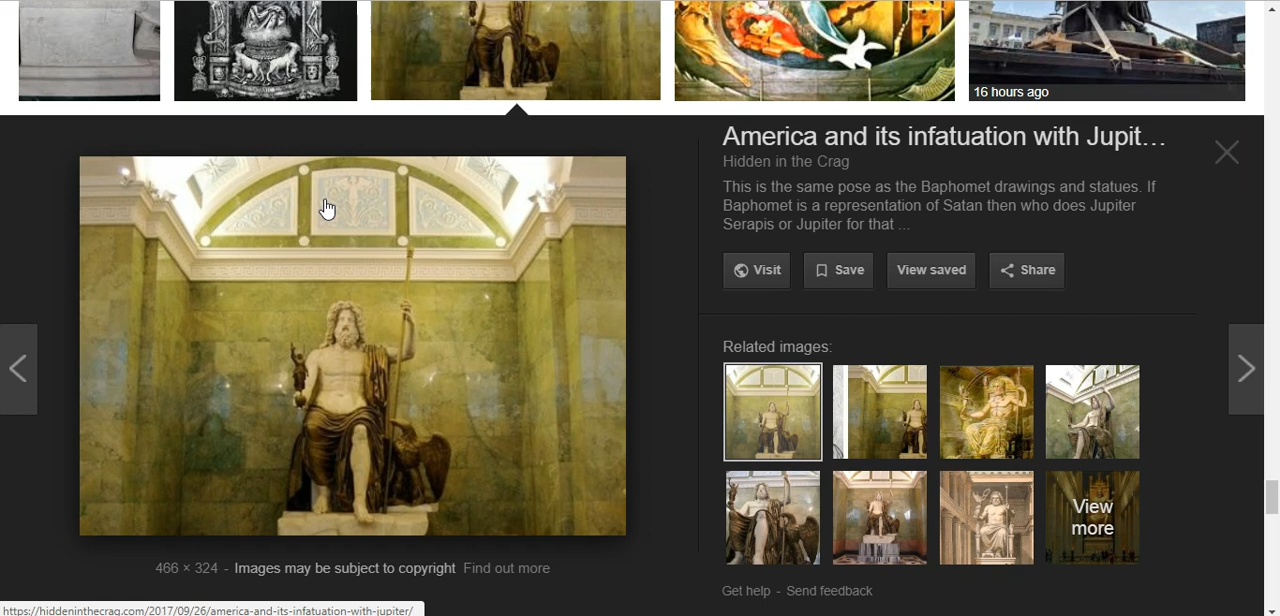 16 hours ago
America and its infatuation with Jupit...
Hidden in the Crag
This is the same pose as the Baphomet drawings and statues. If
Baphomet is a representation of Satan then who does Jupiter
Serapis or Jupiter for that ...
Visit Save View saved Share
Related images:
View
more
466 × 324 - Images may be subject to copyright Find out more
Get help - Send feedback
https://hiddeninthecrag.com/2017/09/26/america-and-its-infatuation-with-jupiter/